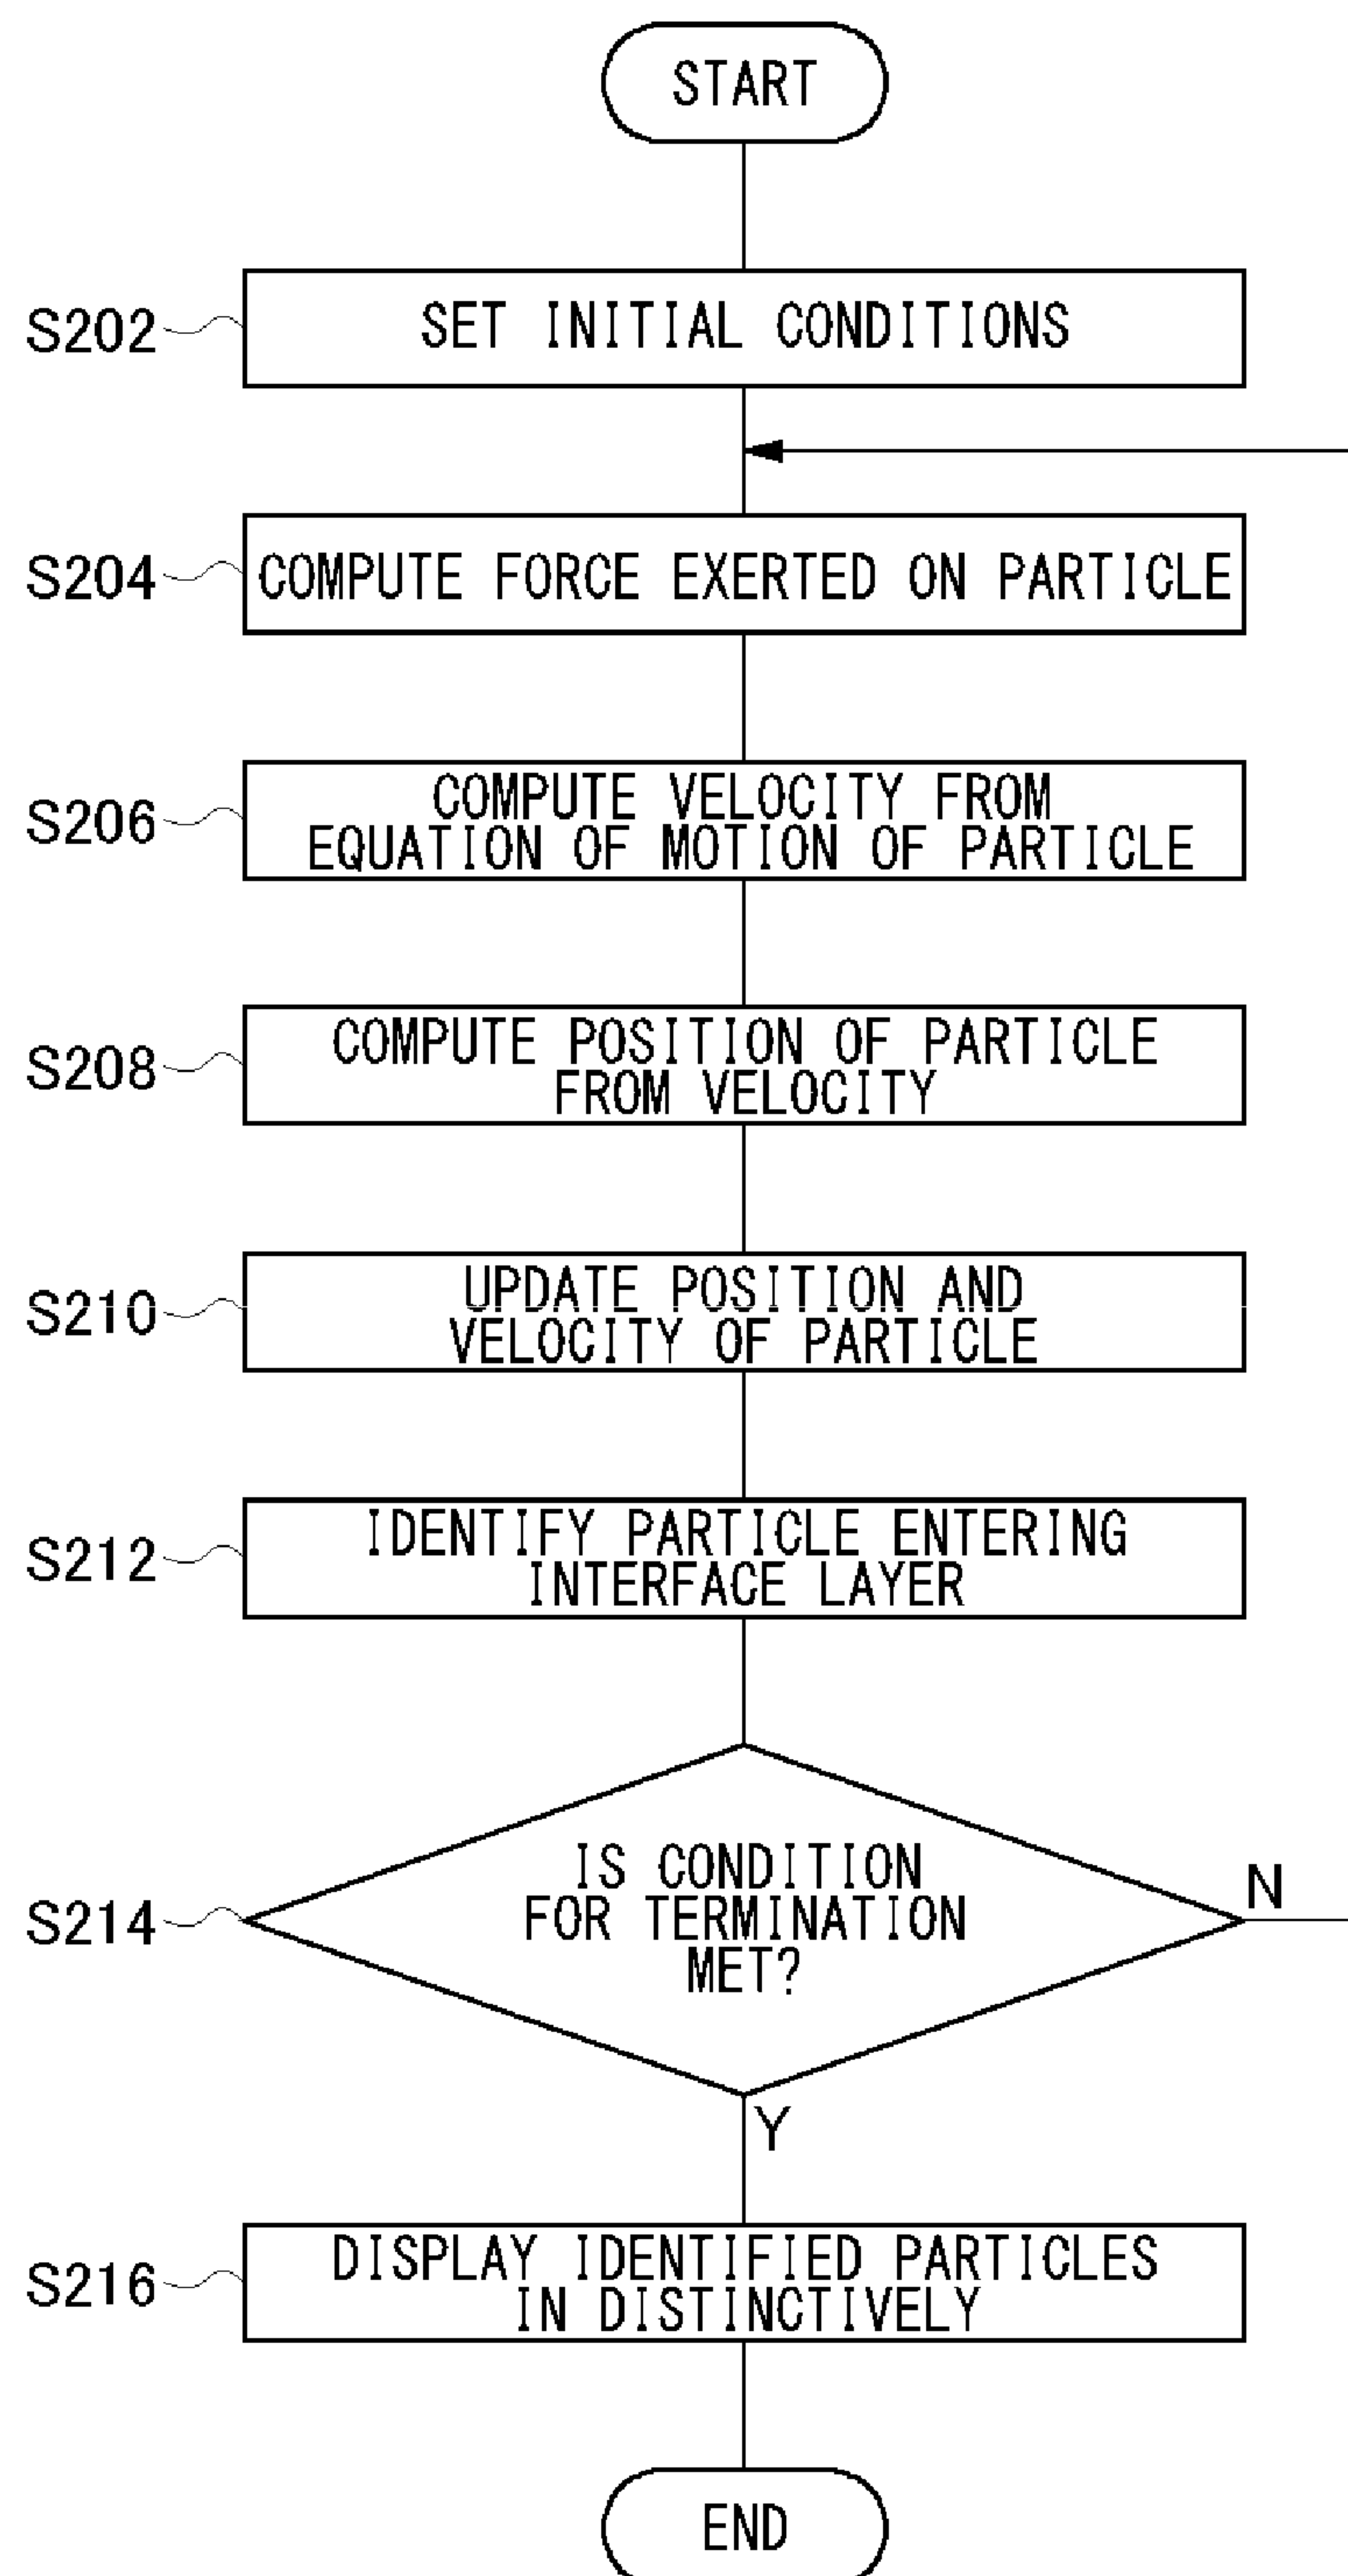 START
S202
SET INITIAL CONDITIONS
S204
COMPUTE FORCE EXERTED ON PARTICLE
S206
COMPUTE VELOCITY FROM
EQUATION OF MOTION OF PARTICLE
S208
COMPUTE POSITION OF PARTICLE
FROM VELOCITY
S210
UPDATE POSITION AND
VELOCITY OF PARTICLE
S212
IDENTIFY PARTICLE ENTERING
INTERFACE LAYER
S214
IS CONDITION
FOR TERMINATION
MET?
N
Y
S216
DISPLAY IDENTIFIED PARTICLES
IN DISTINCTIVELY
END